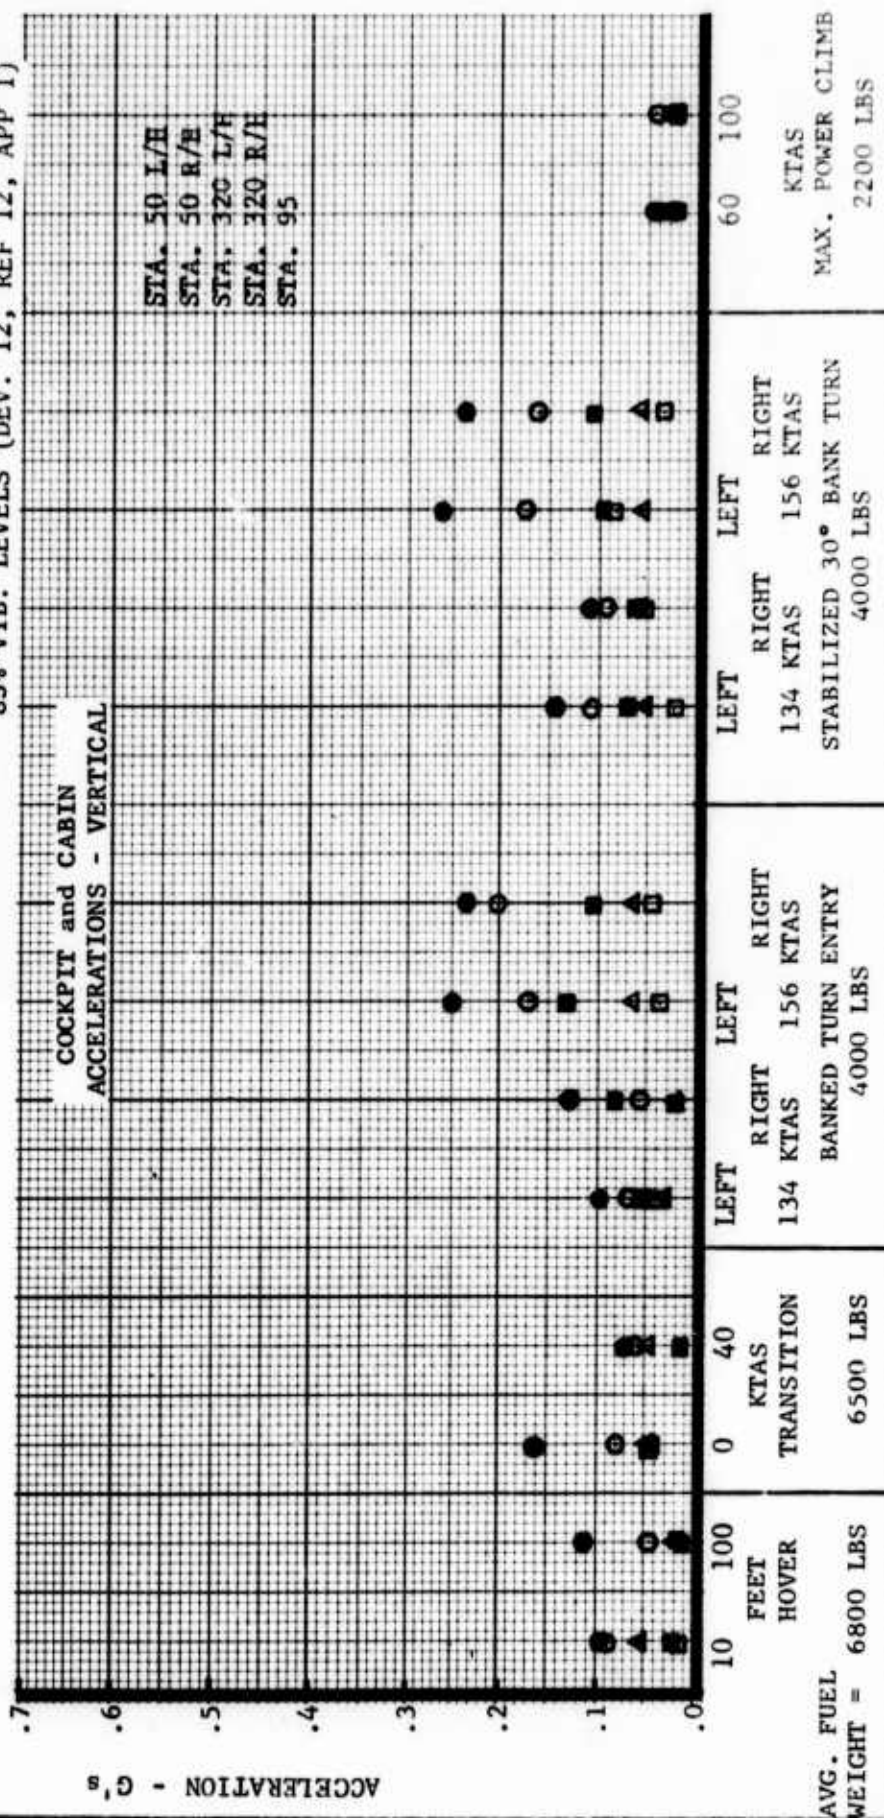 85% VIB. LEVELS (DEV. 12, REF 12, APP I)
COCKPIT and CABIN
ACCELERATIONS - VERTICAL
STA. 50 L/H
STA. 50 R/H
STA. 320 L/H
STA. 320 R/H
STA. 95
ACCELERATION - G's
.7
.6
.5
.4
.3
.2
.1
.0
10 100
FEET
HOVER
0 40
KTAS
TRANSITION
LEFT RIGHT LEFT RIGHT
134 KTAS 156 KTAS
BANKED TURN ENTRY
LEFT RIGHT LEFT RIGHT
134 KTAS 156 KTAS
STABILIZED 30° BANK TURN
60 100
KTAS
MAX. POWER CLIMB
AVG. FUEL
WEIGHT = 6800 LBS 6500 LBS 4000 LBS 4000 LBS 2200 LBS